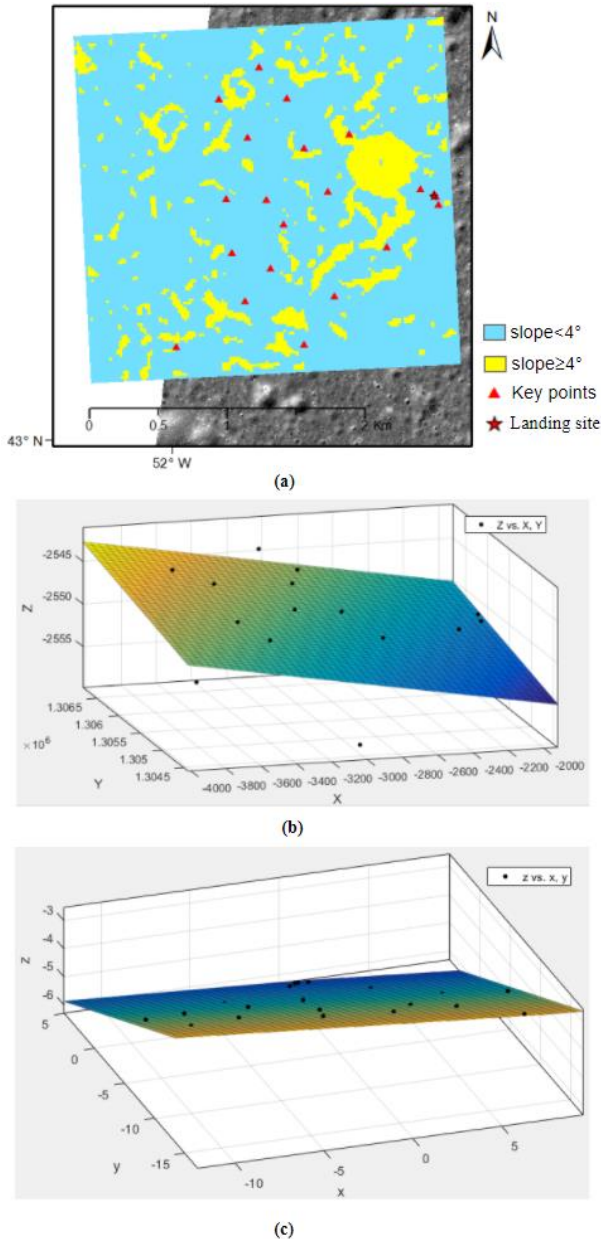 N
slope<4°
slope≥4°
Key points
Landing site
0 0.5 1 2 Km
43° N
52° W
(a)
Z vs. X, Y
-2545
-2550
-2555
Z
1.3065
1.306
1.3055
1.305
1.3045
×10⁶
Y
-4000 -3800 -3600 -3400 -3200 -3000 -2800 -2600 -2400 -2200 -2000
X
(b)
z vs. x, y
-3
-4
-5
-6
z
5
0
-5
-10
-15
y
-10 -5 0 5
x
(c)